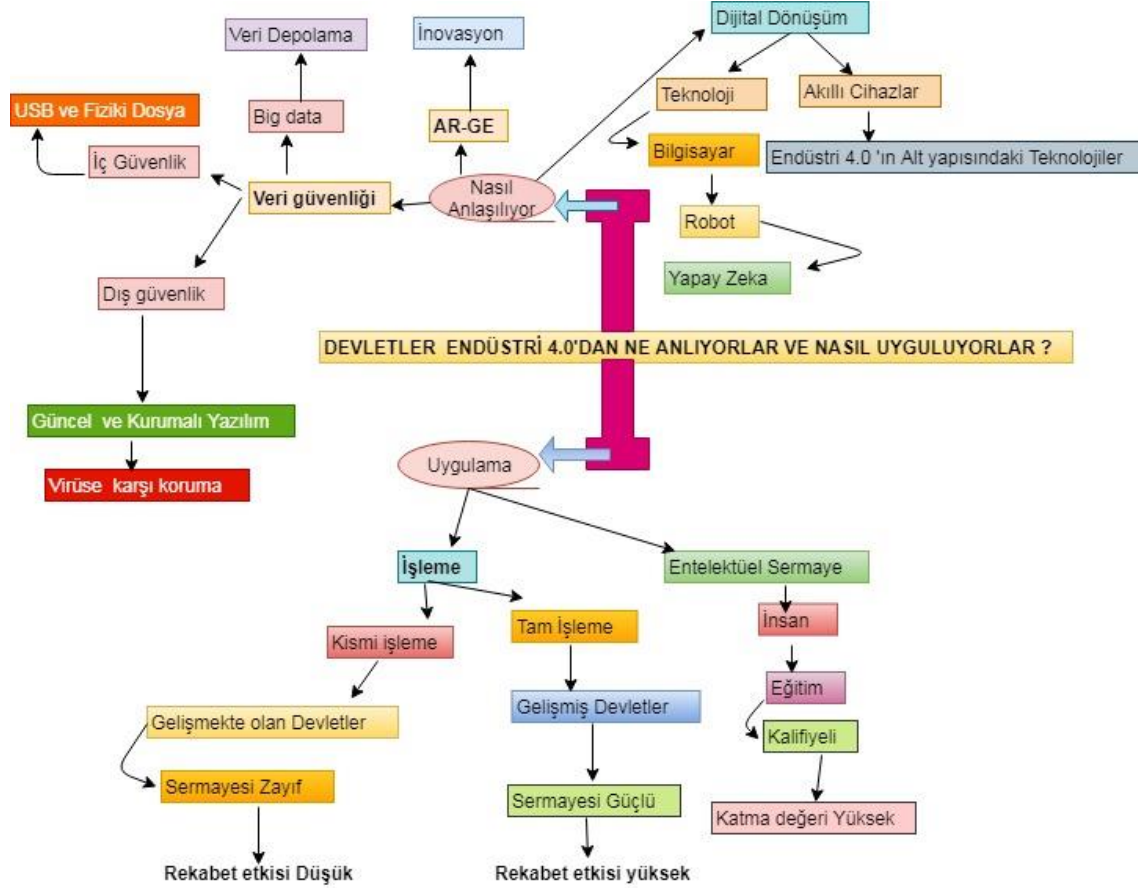 Dijital Dönüşüm
Veri Depolama
İnovasyon
Teknoloji
Akıllı Cihazlar
USB ve Fiziki Dosya
Big data
AR-GE
Bilgisayar
Endüstri 4.0 'ın Alt yapısındaki Teknolojiler
İç Güvenlik
Veri güvenliği
Nasıl
Anlaşılıyor
Robot
Yapay Zeka
Dış güvenlik
DEVLETLER ENDÜSTRİ 4.0'DAN NE ANLIYORLAR VE NASIL UYGULUYORLAR ?
Güncel ve Kurumalı Yazılım
Virüse karşı koruma
Uygulama
İşleme
Entelektüel Sermaye
Kismi işleme
Tam İşleme
İnsan
Eğitim
Gelişmekte olan Devletler
Gelişmiş Devletler
Kalifiyeli
Sermayesi Zayıf
Sermayesi Güçlü
Katma değeri Yüksek
Rekabet etkisi Düşük
Rekabet etkisi yüksek